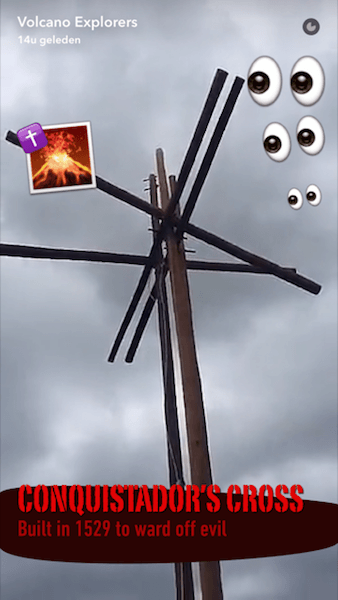 Volcano Explorers
14u geleden
CONQUISTADOR'S CROSS
Built in 1529 to ward off evil